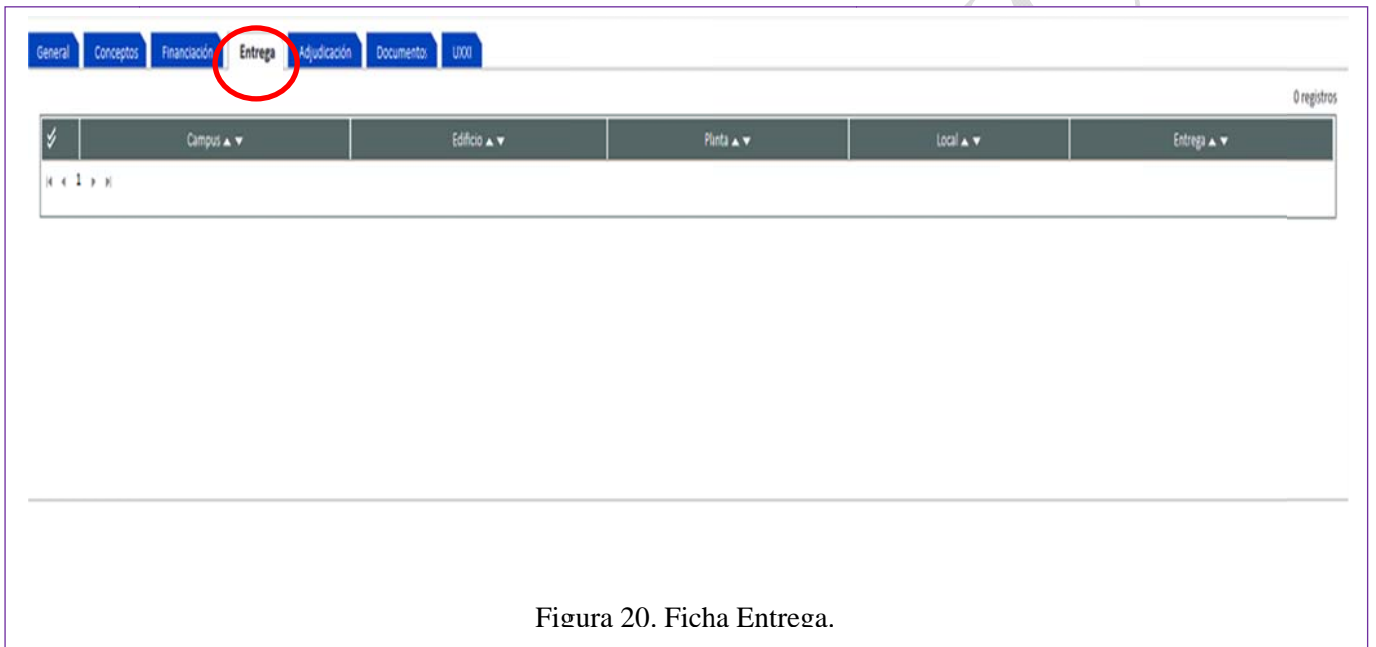 General Conceptos Financiación Entrega Adjudicación Documentos UXXI
0 registros
Campus ▲ ▼ Edificio ▲ ▼ Planta ▲ ▼ Local ▲ ▼ Entrega ▲ ▼
1
Figura 20. Ficha Entrega.